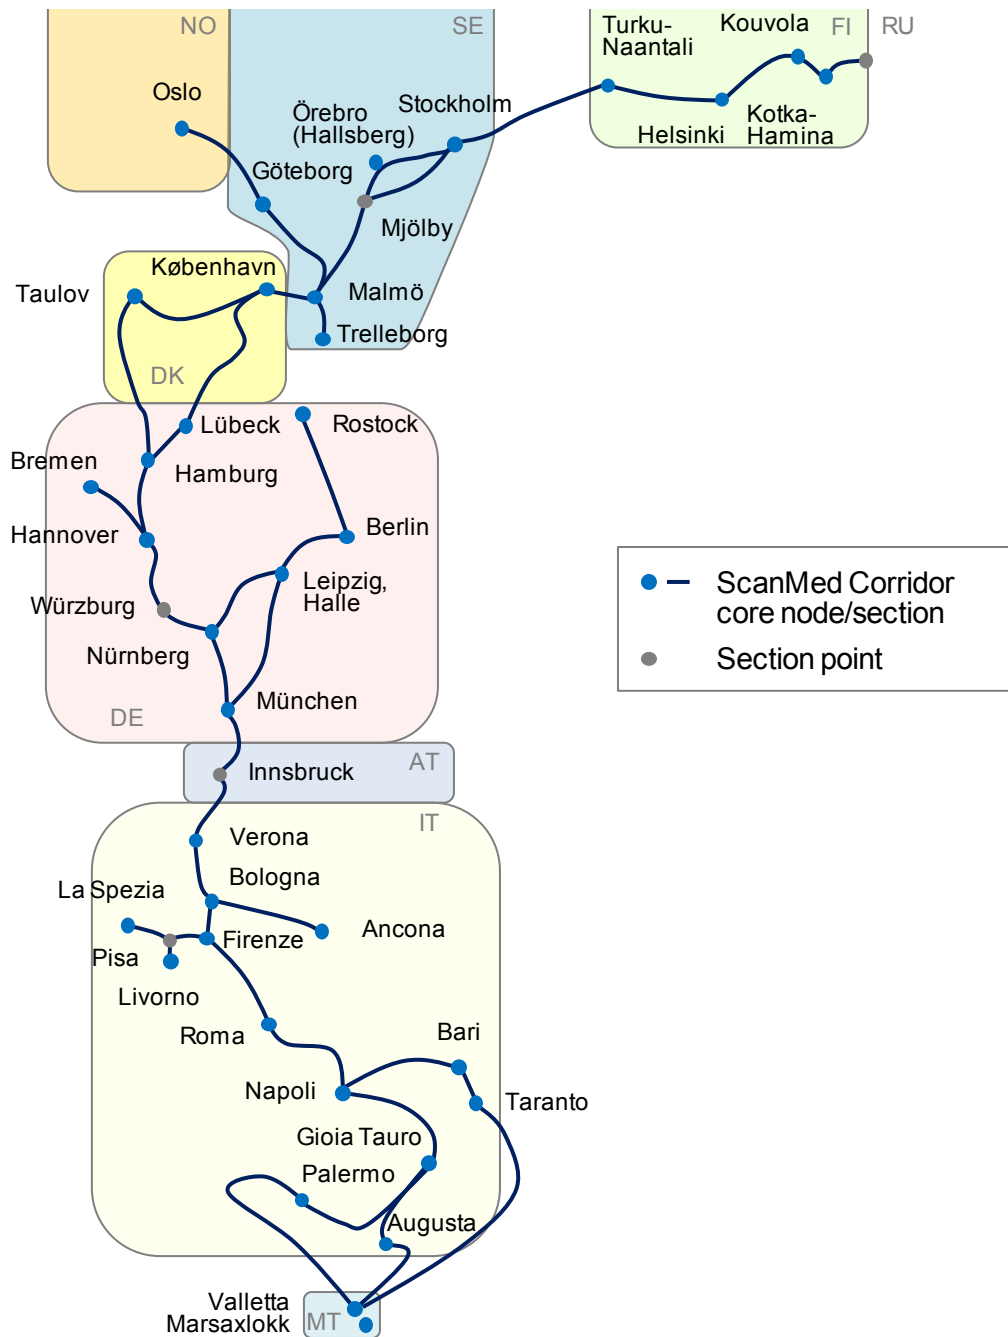 NO
SE
Turku-
Naantali
Kouvola
FI
RU
Oslo
Örebro
(Hallsberg)
Stockholm
Göteborg
Helsinki
Kotka-
Hamina
Mjölby
København
Taulov
Malmö
Trelleborg
DK
Lübeck
Rostock
Bremen
Hamburg
Hannover
Berlin
Leipzig,
Halle
Würzburg
Nürnberg
München
DE
ScanMed Corridor
core node/section
Section point
Innsbruck
AT
IT
Verona
Bologna
La Spezia
Firenze
Ancona
Pisa
Livorno
Roma
Bari
Napoli
Taranto
Gioia Tauro
Palermo
Augusta
Valletta
Marsaxlokk
MT